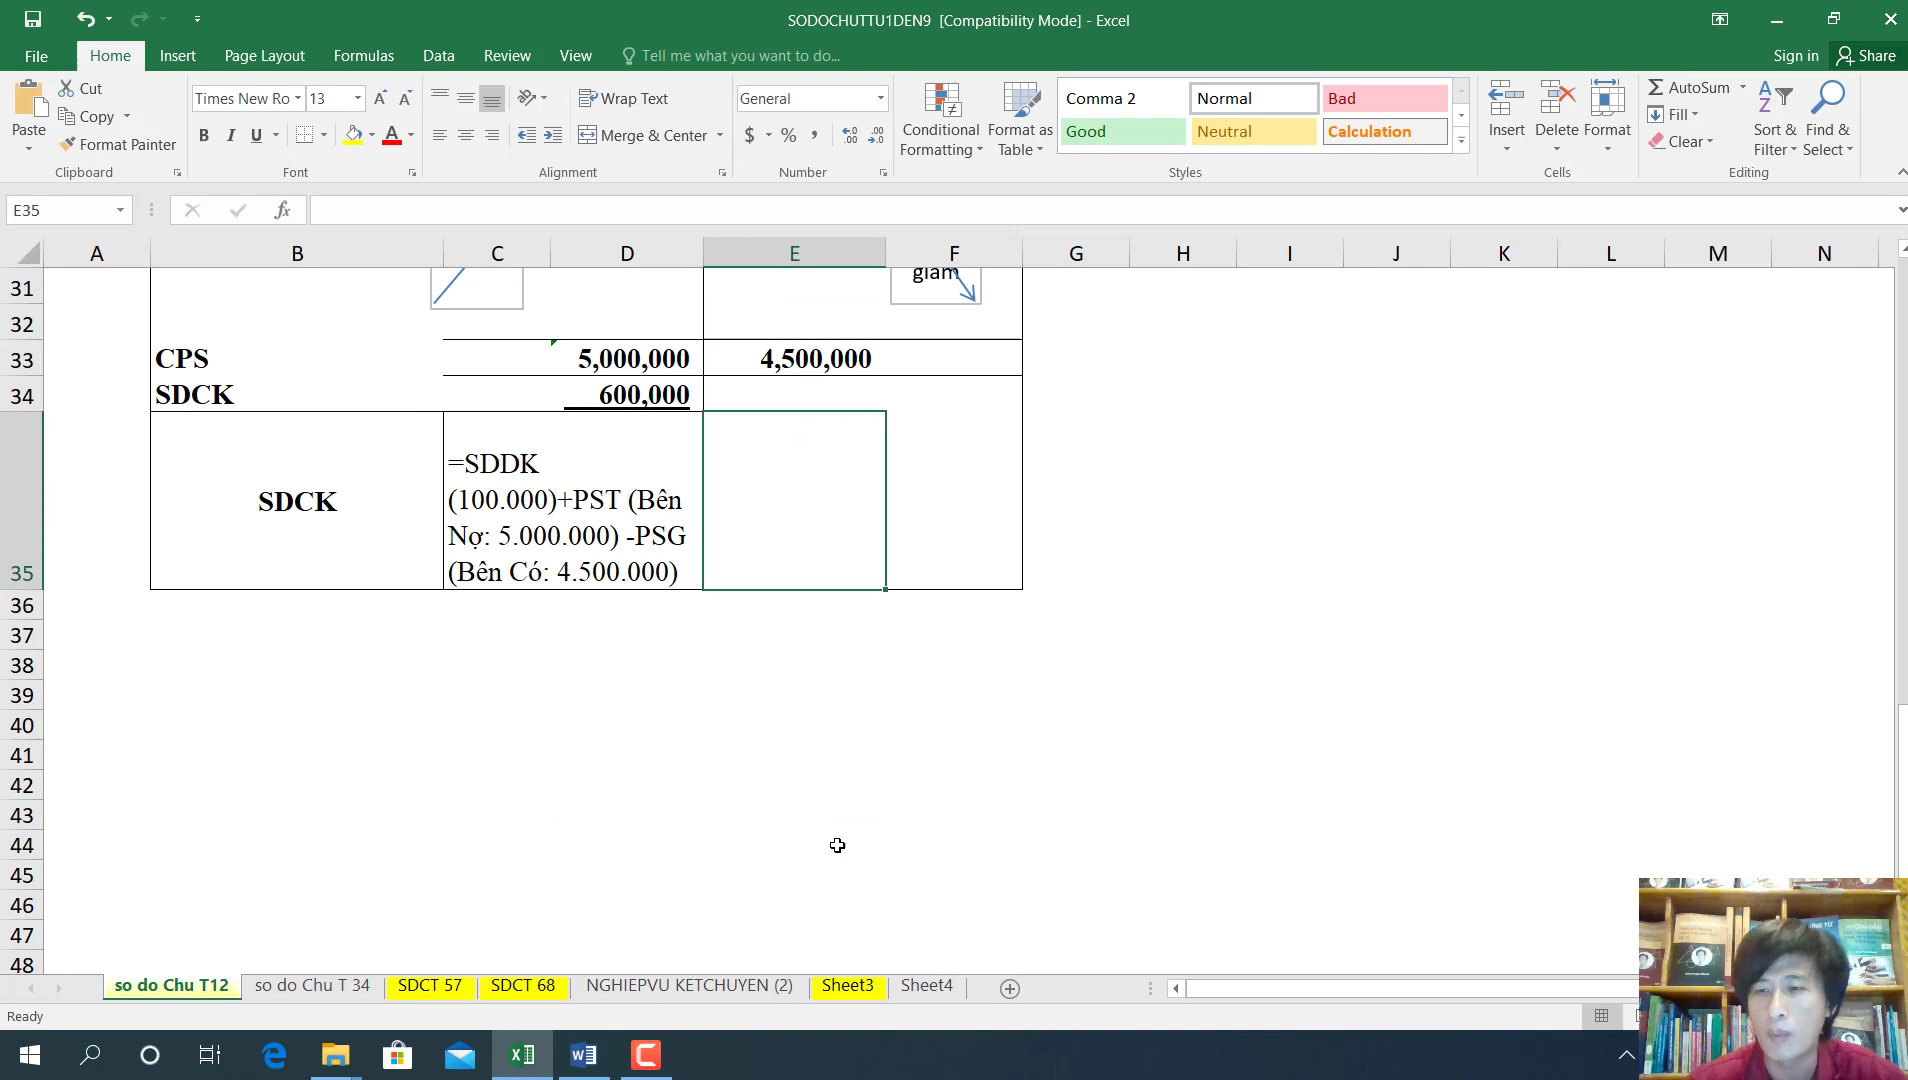 SODOCHUTTU1DEN9 [Compatibility Mode] - Excel
File Home Insert Page Layout Formulas Data Review View Tell me what you want to do... Sign in Share
Paste
Cut
Copy
Format Painter
Clipboard
Times New Ro 13
B I U
Font
Wrap Text
Merge & Center
Alignment
General
$ % ,
Number
Conditional Formatting
Format as Table
Comma 2 Normal Bad
Good Neutral Calculation
Styles
Insert Delete Format
Cells
AutoSum
Fill
Clear
Sort & Filter
Find & Select
Editing
E35 fx
A B C D E F G H I J K L M N
31 giam
32
33 CPS 5,000,000 4,500,000
34 SDCK 600,000
35 SDCK
=SDDK
(100.000)+PST (Bên
Nợ: 5.000.000) -PSG
(Bên Có: 4.500.000)
36
37
38
39
40
41
42
43
44
45
46
47
48
so do Chu T12 so do Chu T 34 SDCT 57 SDCT 68 NGHIEPVU KETCHUYEN (2) Sheet3 Sheet4
Ready